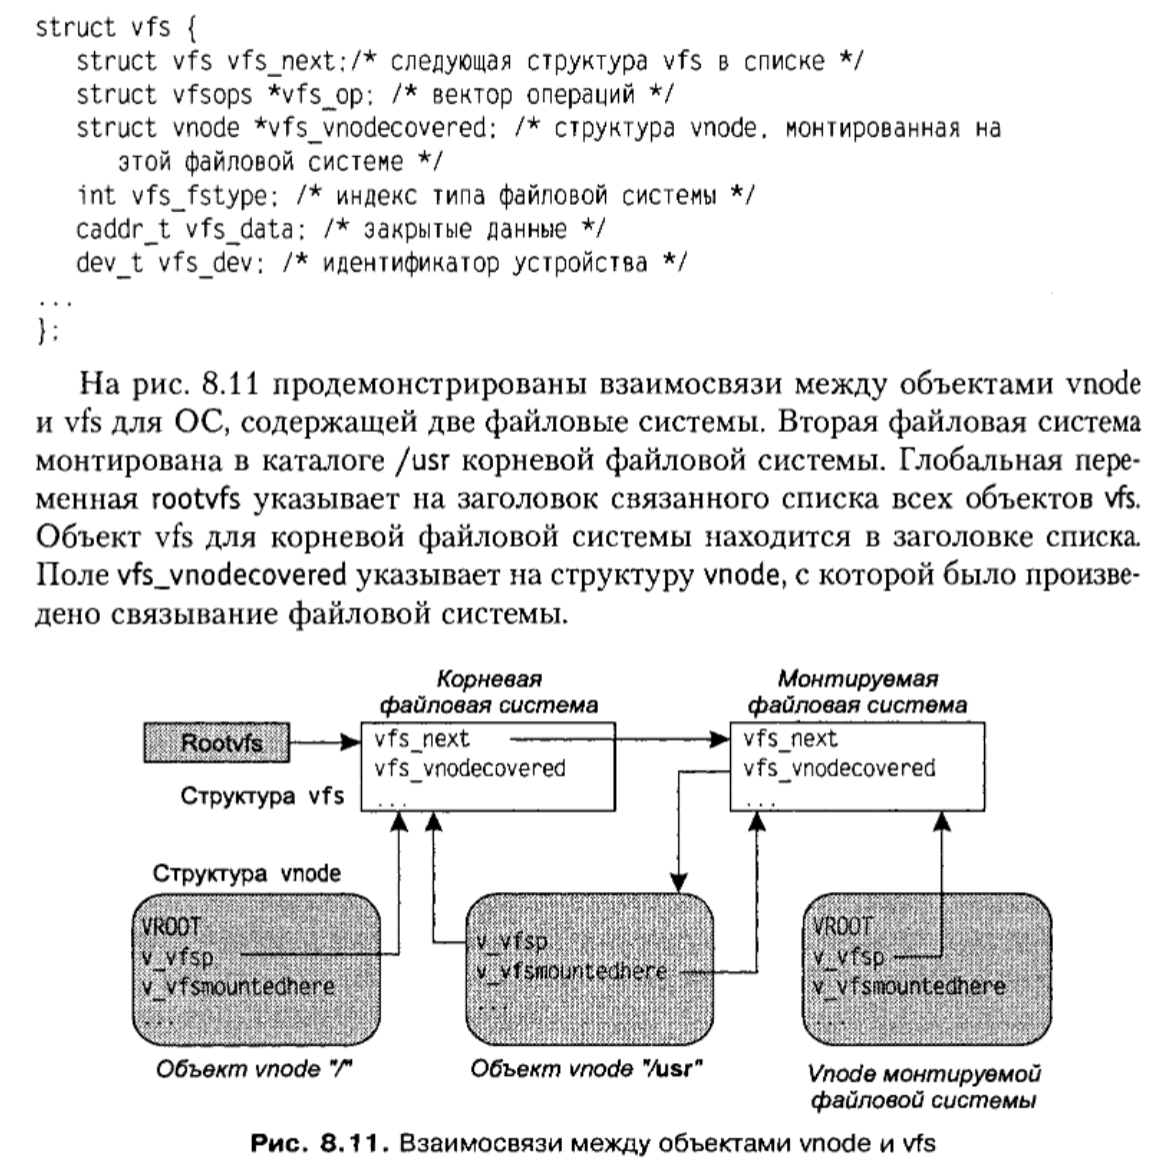 struct vfs {
struct vfs vfs_next;/* следующая структура vfs в списке */
struct vfsops *vfs_op; /* вектор операций */
struct vnode *vfs_vnodecovered; /* структура vnode, монтированная на
этой файловой системе */
int vfs_fstype; /* индекс типа файловой системы */
caddr_t vfs_data; /* закрытые данные */
dev_t vfs_dev; /* идентификатор устройства */
...
};
На рис. 8.11 продемонстрированы взаимосвязи между объектами vnode
и vfs для ОС, содержащей две файловые системы. Вторая файловая система
монтирована в каталоге /usr корневой файловой системы. Глобальная пере-
менная rootvfs указывает на заголовок связанного списка всех объектов vfs.
Объект vfs для корневой файловой системы находится в заголовке списка.
Поле vfs_vnodecovered указывает на структуру vnode, с которой было произве-
дено связывание файловой системы.
Корневая
файловая система
Монтируемая
файловая система
Rootvfs
vfs_next
vfs_vnodecovered
...
vfs_next
vfs_vnodecovered
...
Структура vfs
Структура vnode
VROOT
v_vfsp
v_vfsmountedhere
...
v_vfsp
v_vfsmountedhere
...
VROOT
v_vfsp
v_vfsmountedhere
...
Объект vnode "/"
Объект vnode "/usr"
Vnode монтируемой
файловой системы
Рис. 8.11. Взаимосвязи между объектами vnode и vfs